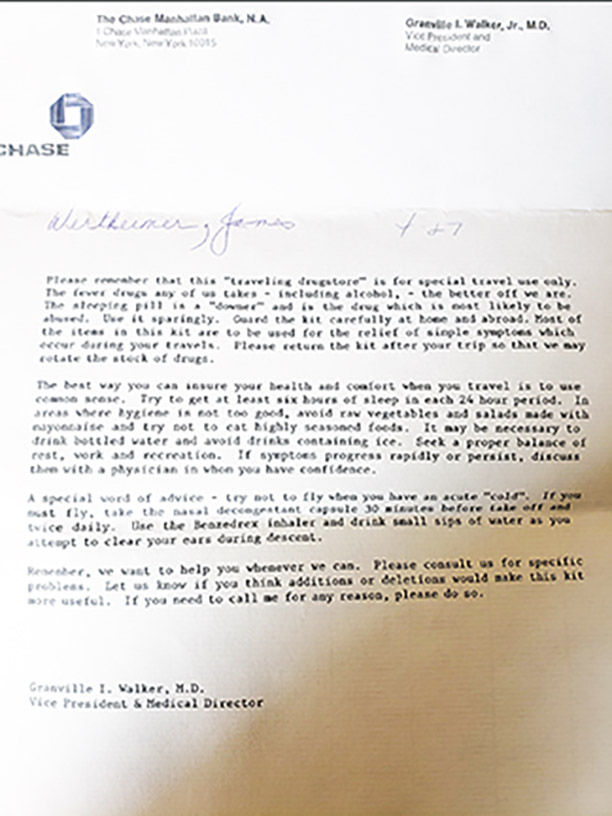 The Chase Manhattan Bank, N.A.
1 Chase Manhattan Plaza
New York, New York 10015
Granville I. Walker, Jr., M.D.
Vice President and
Medical Director
CHASE
Wertheimer, James
Please remember that this "traveling drugstore" is for special travel use only.
The fewer drugs any of us takes - including alcohol, - the better off we are.
The sleeping pill is a "downer" and is the drug which is most likely to be
abused. Use it sparingly. Guard the kit carefully at home and abroad. Most of
the items in this kit are to be used for the relief of simple symptoms which
occur during your travels. Please return the kit after your trip so that we may
rotate the stock of drugs.
The best way you can insure your health and comfort when you travel is to use
common sense. Try to get at least six hours of sleep in each 24 hour period. In
areas where hygiene is not too good, avoid raw vegetables and salads made with
mayonnaise and try not to eat highly seasoned foods. It may be necessary to
drink bottled water and avoid drinks containing ice. Seek a proper balance of
rest, work and recreation. If symptoms progress rapidly or persist, discuss
them with a physician in whom you have confidence.
A special word of advice - try not to fly when you have an acute "cold". If you
must fly, take the nasal decongestant capsule 30 minutes before take off and
twice daily. Use the Benzedrex inhaler and drink small sips of water as you
attempt to clear your ears during descent.
Remember, we want to help you whenever we can. Please consult us for specific
problems. Let us know if you think additions or deletions would make this kit
more useful. If you need to call me for any reason, please do so.
Granville I. Walker, M.D.
Vice President & Medical Director